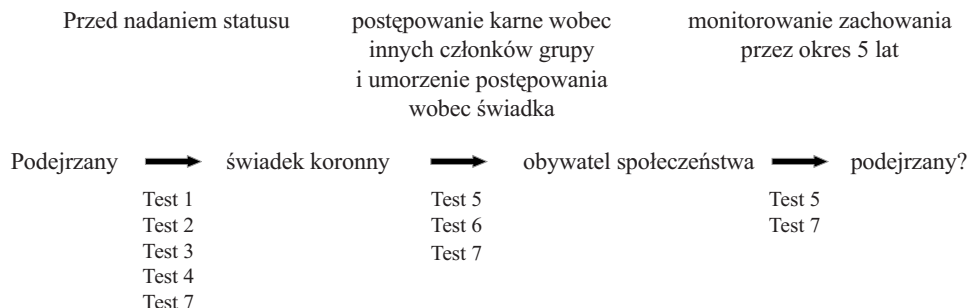 Przed nadaniem statusu
postępowanie karne wobec
innych członków grupy
i umorzenie postępowania
wobec świadka
monitorowanie zachowania
przez okres 5 lat
Podejrzany świadek koronny obywatel społeczeństwa podejrzany?
Test 1
Test 2
Test 3
Test 4
Test 7
Test 5
Test 6
Test 7
Test 5
Test 7